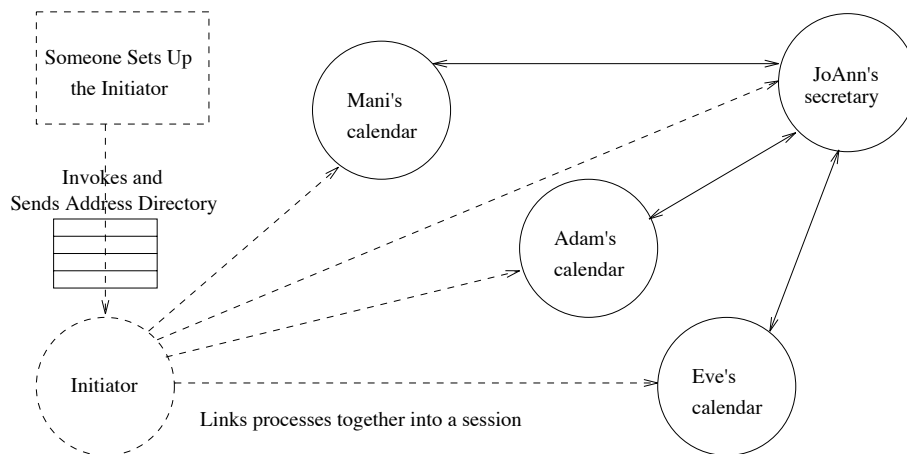 Someone Sets Up
the Initiator
Invokes and
Sends Address Directory
Initiator
Mani's
calendar
JoAnn's
secretary
Adam's
calendar
Eve's
calendar
Links processes together into a session